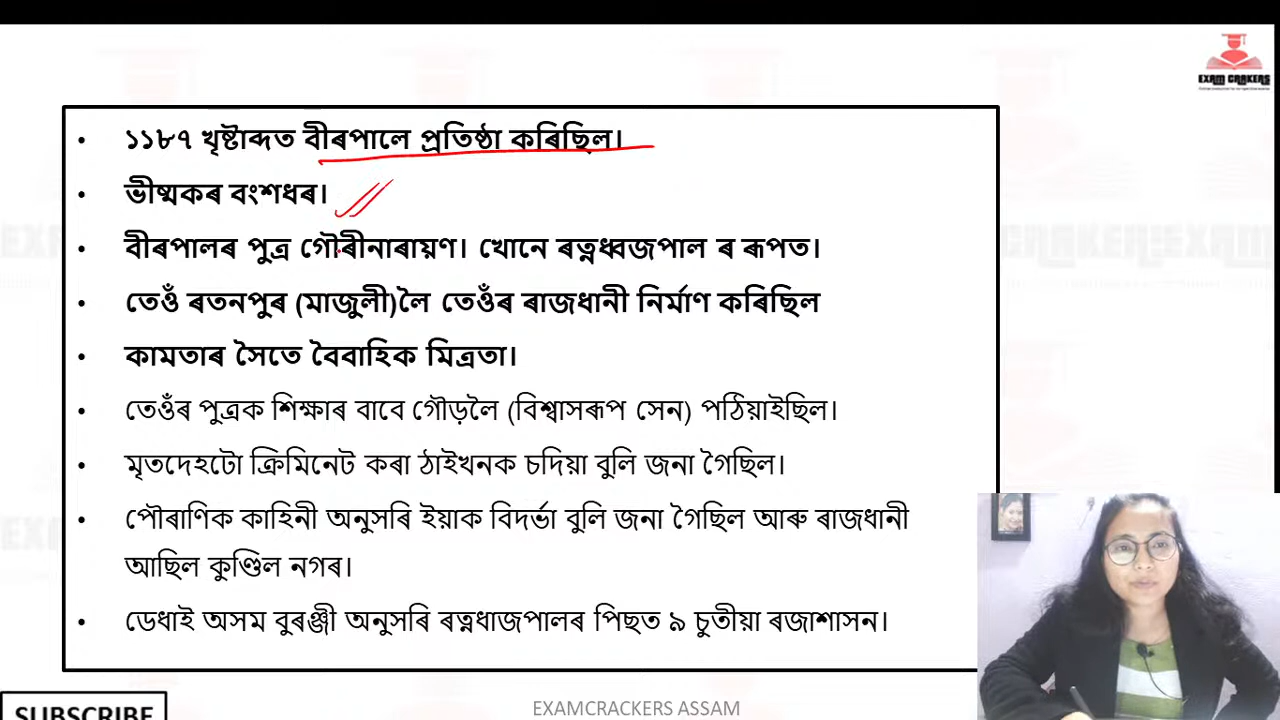 EXAM CRAKERS
• ১১৮৭ খৃষ্টাব্দত বীৰপালে প্ৰতিষ্ঠা কৰিছিল।
• ভীষ্মকৰ বংশধৰ।
• বীৰপালৰ পুত্ৰ গৌৰীনাৰায়ণ। খোনে ৰত্নধ্বজপাল ৰ ৰূপত।
• তেওঁ ৰতনপুৰ (মাজুলী)লৈ তেওঁৰ ৰাজধানী নিৰ্মাণ কৰিছিল
• কামতাৰ সৈতে বৈবাহিক মিত্ৰতা।
• তেওঁৰ পুত্ৰক শিক্ষাৰ বাবে গৌড়লৈ (বিশ্বাসৰূপ সেন) পঠিয়াইছিল।
• মৃতদেহটো ক্ৰিমিনেট কৰা ঠাইখনক চদিয়া বুলি জনা গৈছিল।
• পৌৰাণিক কাহিনী অনুসৰি ইয়াক বিদৰ্ভা বুলি জনা গৈছিল আৰু ৰাজধানী
আছিল কুণ্ডিল নগৰ।
• ডেধাই অসম বুৰঞ্জী অনুসৰি ৰত্নধাজপালৰ পিছত ৯ চুতীয়া ৰজাশাসন।
SUBSCRIBE
EXAMCRACKERS ASSAM